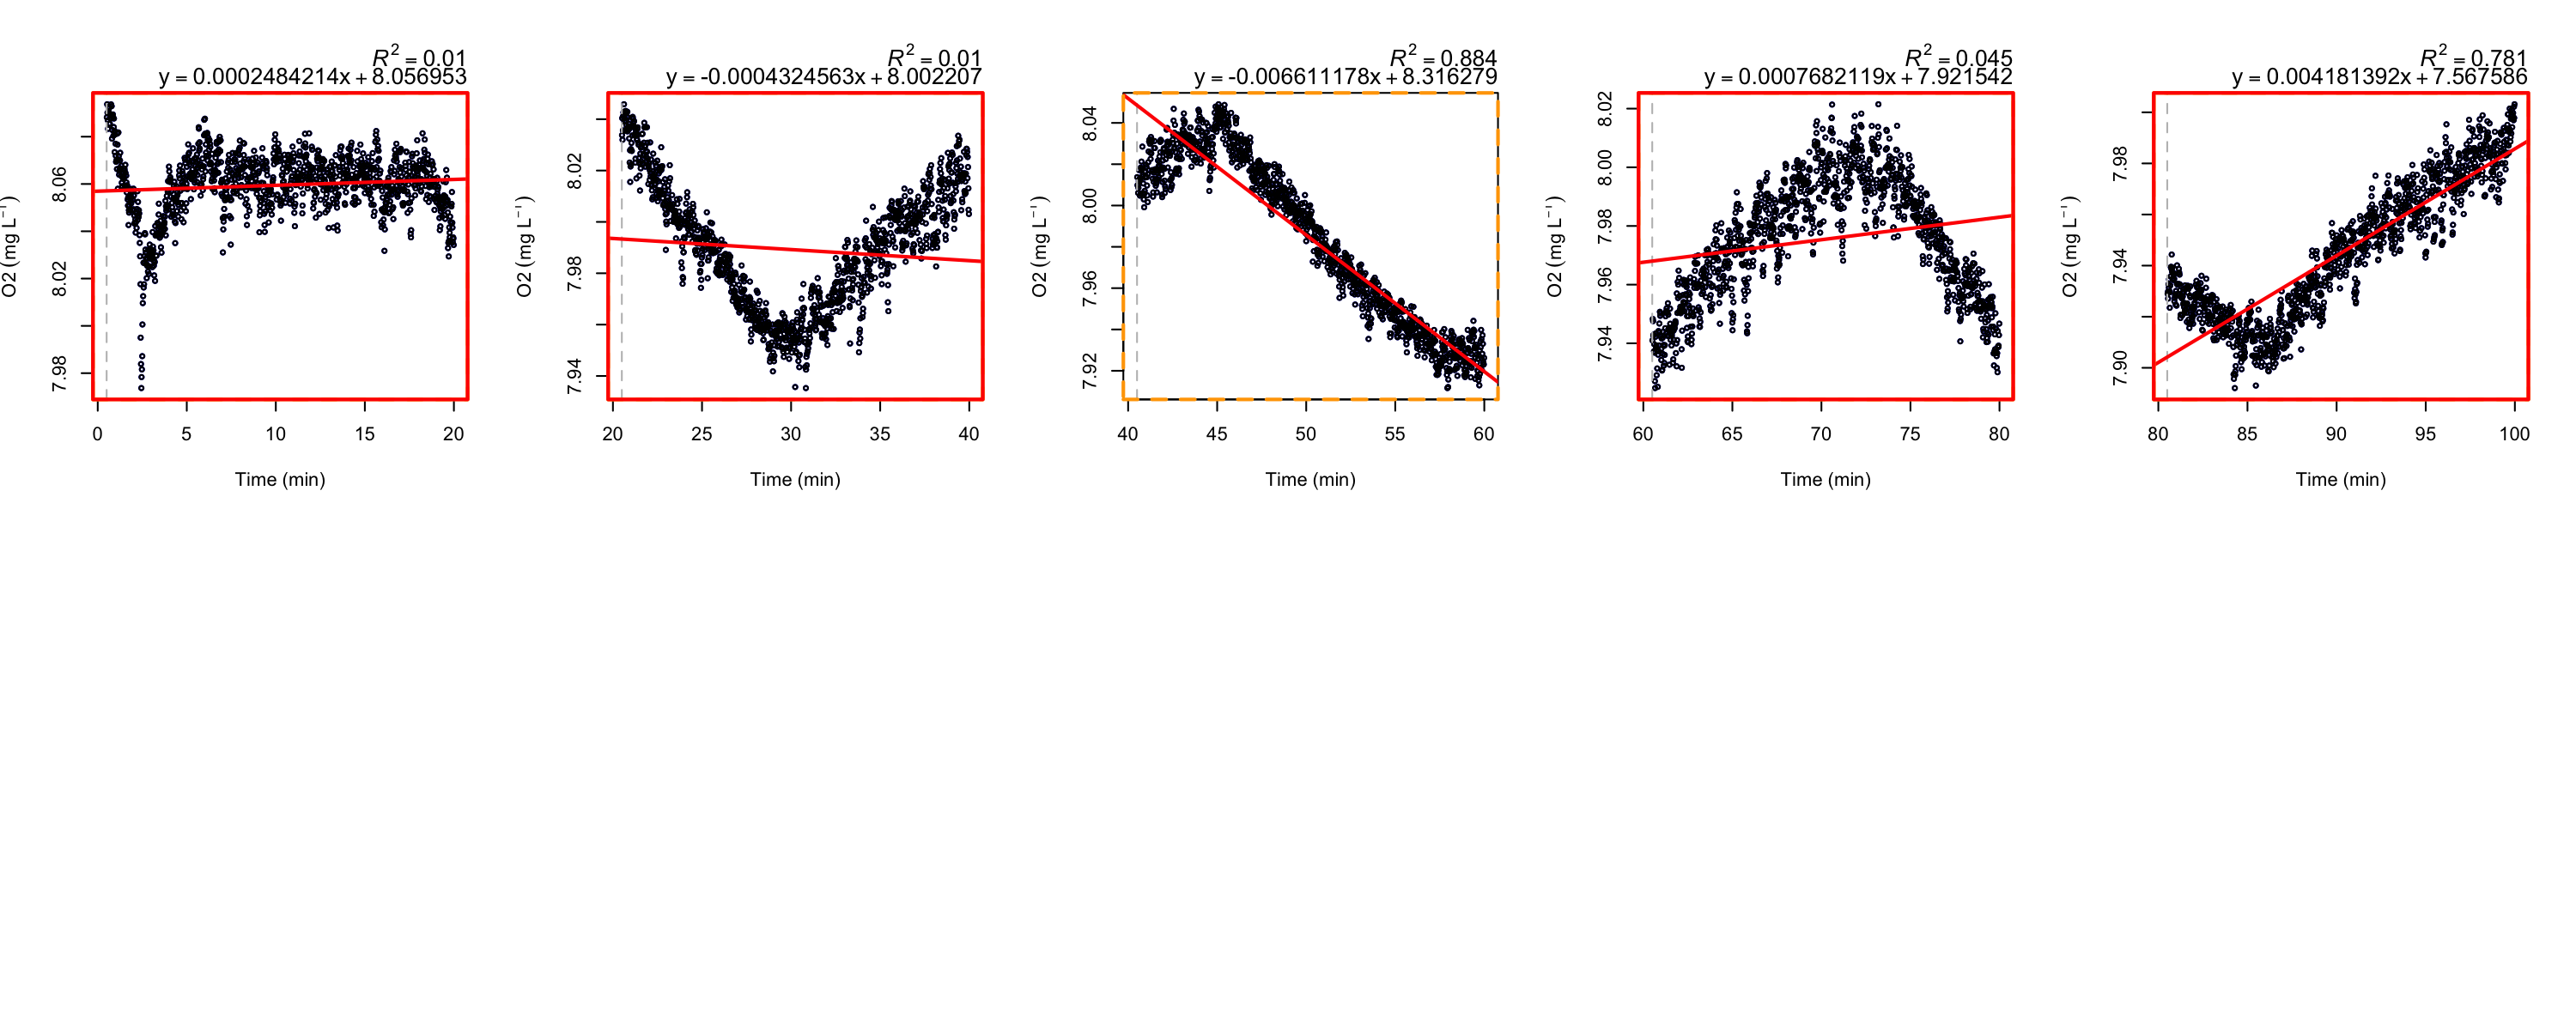 R² = 0.01
y = 0.0002484214x + 8.056953
O2 (mg L⁻¹)
8.06
8.02
7.98
0 5 10 15 20
Time (min)
R² = 0.01
y = -0.0004324563x + 8.002207
O2 (mg L⁻¹)
8.02
7.98
7.94
20 25 30 35 40
Time (min)
R² = 0.884
y = -0.006611178x + 8.316279
O2 (mg L⁻¹)
8.04
8.00
7.96
7.92
40 45 50 55 60
Time (min)
R² = 0.045
y = 0.0007682119x + 7.921542
O2 (mg L⁻¹)
8.02
8.00
7.98
7.96
7.94
60 65 70 75 80
Time (min)
R² = 0.781
y = 0.004181392x + 7.567586
O2 (mg L⁻¹)
7.98
7.94
7.90
80 85 90 95 100
Time (min)